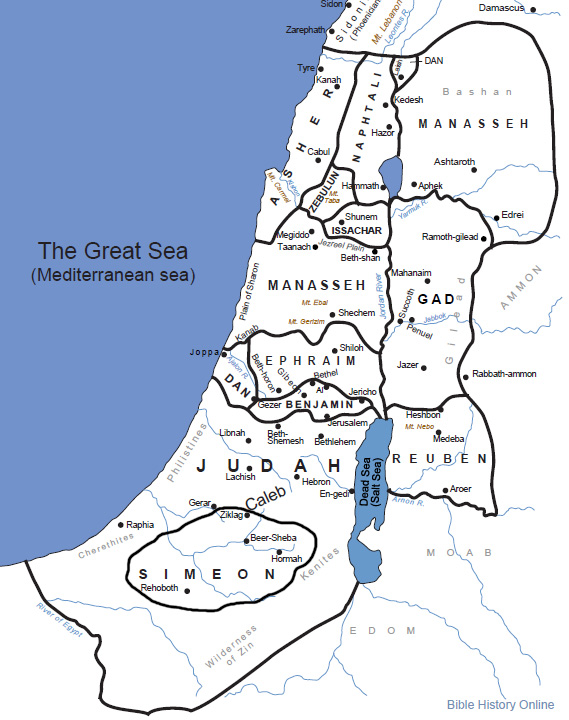 Sidon
Sidoni
(Phoenicians
Mt. Lebanon
Leontes R.
Damascus
Zarephath
Tyre
Kanah
Laish
DAN
Bashan
Kedesh
ASHER
NAPHTALI
MANASSEH
Hazor
Cabul
Ashtaroth
Mt. Carmel
Kishon
ZEBULUN
Mt.
Taba
Hammath
Aphek
Yarmuk R.
Edrei
Shunem
ISSACHAR
Megiddo
Taanach
Jezreel Plain
Beth-shan
Ramoth-gilead
The Great Sea
(Mediterranean sea)
Plain of Sharon
MANASSEH
Mt. Ebal
Mt. Gerizim
Shechem
Jordan River
Mahanaim
GAD
Succoth
Penuel
Jabbok
Gilead
AMMON
Joppa
Kanah
Ajalon R.
EPHRAIM
Shiloh
Beth-horon
Gibeon
Bethel
Ai
Jazer
Rabbath-ammon
DAN
Gezer
BENJAMIN
Jericho
Heshbon
Mt. Nebo
Medeba
Philistines
Libnah
Beth-
Shemesh
Jerusalem
Bethlehem
JUDAH
Lachish
Hebron
En-gedi
Dead Sea
(Salt Sea)
REUBEN
Aroer
Arnon R.
Caleb
Gerar
Ziklag
Raphia
Cherethites
Beer-Sheba
Hormah
SIMEON
Rehoboth
Kenites
MOAB
EDOM
River of Egypt
Wilderness
of Zin
Bible History Online